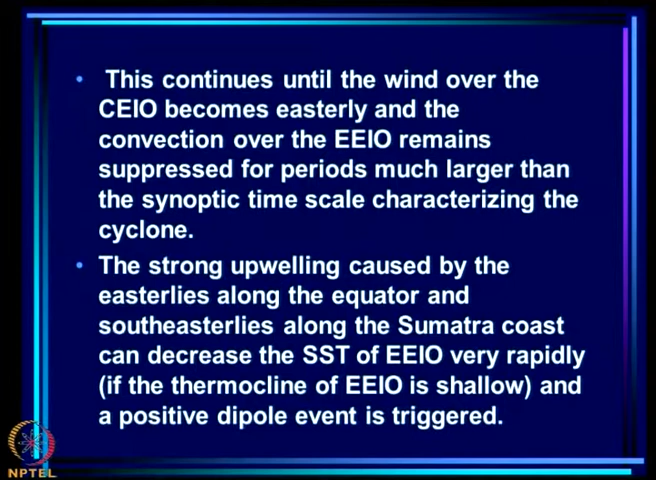 • This continues until the wind over the
CEIO becomes easterly and the
convection over the EEIO remains
suppressed for periods much larger than
the synoptic time scale characterizing the
cyclone.
• The strong upwelling caused by the
easterlies along the equator and
southeasterlies along the Sumatra coast
can decrease the SST of EEIO very rapidly
(if the thermocline of EEIO is shallow) and
a positive dipole event is triggered.
NPTEL